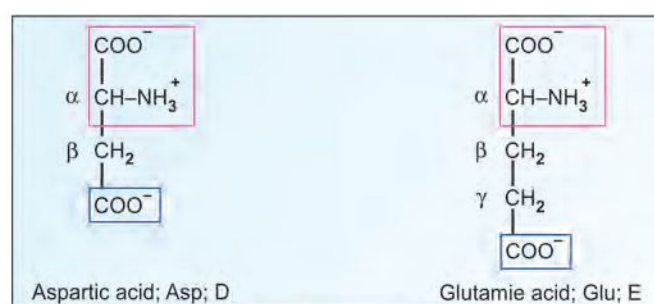 COO⁻ COO⁻
α CH–NH₃⁺ α CH–NH₃⁺
β CH₂ β CH₂
COO⁻ γ CH₂
COO⁻
Aspartic acid; Asp; D Glutamie acid; Glu; E